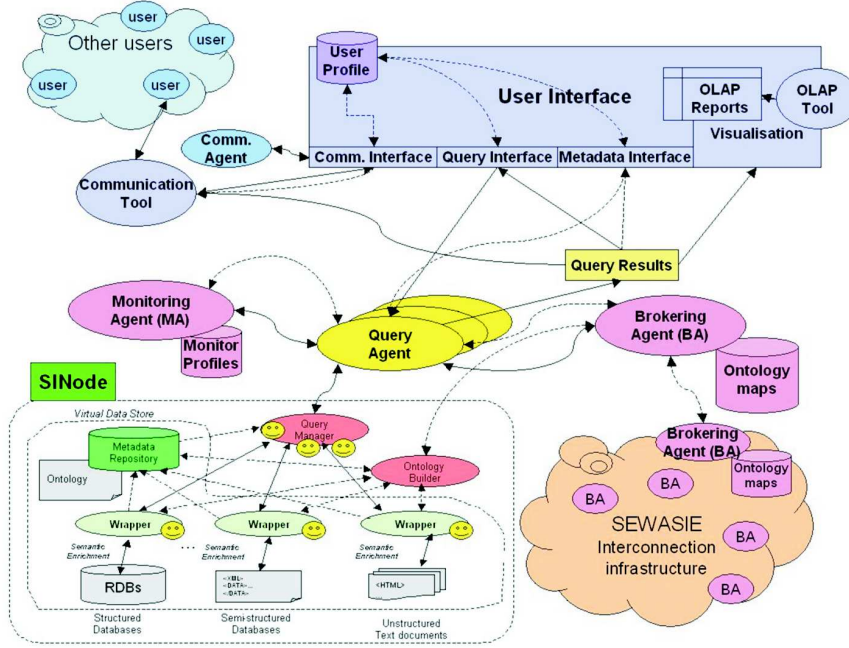 user
Other users
user
user
user
user
User
Profile
User Interface
OLAP
Reports
OLAP
Tool
Visualisation
Comm.
Agent
Comm. Interface
Query Interface
Metadata Interface
Communication
Tool
Query Results
Monitoring
Agent (MA)
Monitor
Profiles
Query
Agent
Brokering
Agent (BA)
Ontology
maps
SINode
Virtual Data Store
Metadata
Repository
Ontology
Query
Manager
Ontology
Builder
Wrapper
Wrapper
Wrapper
Semantic
Enrichment
...
Semantic
Enrichment
Semantic
Enrichment
RDBs
<XML>
<DATA>...
</DATA>
<HTML>
Structured
Databases
Semi-structured
Databases
Unstructured
Text documents
Brokering
Agent (BA)
Ontology
maps
BA
BA
SEWASIE
Interconnection
infrastructure
BA
BA